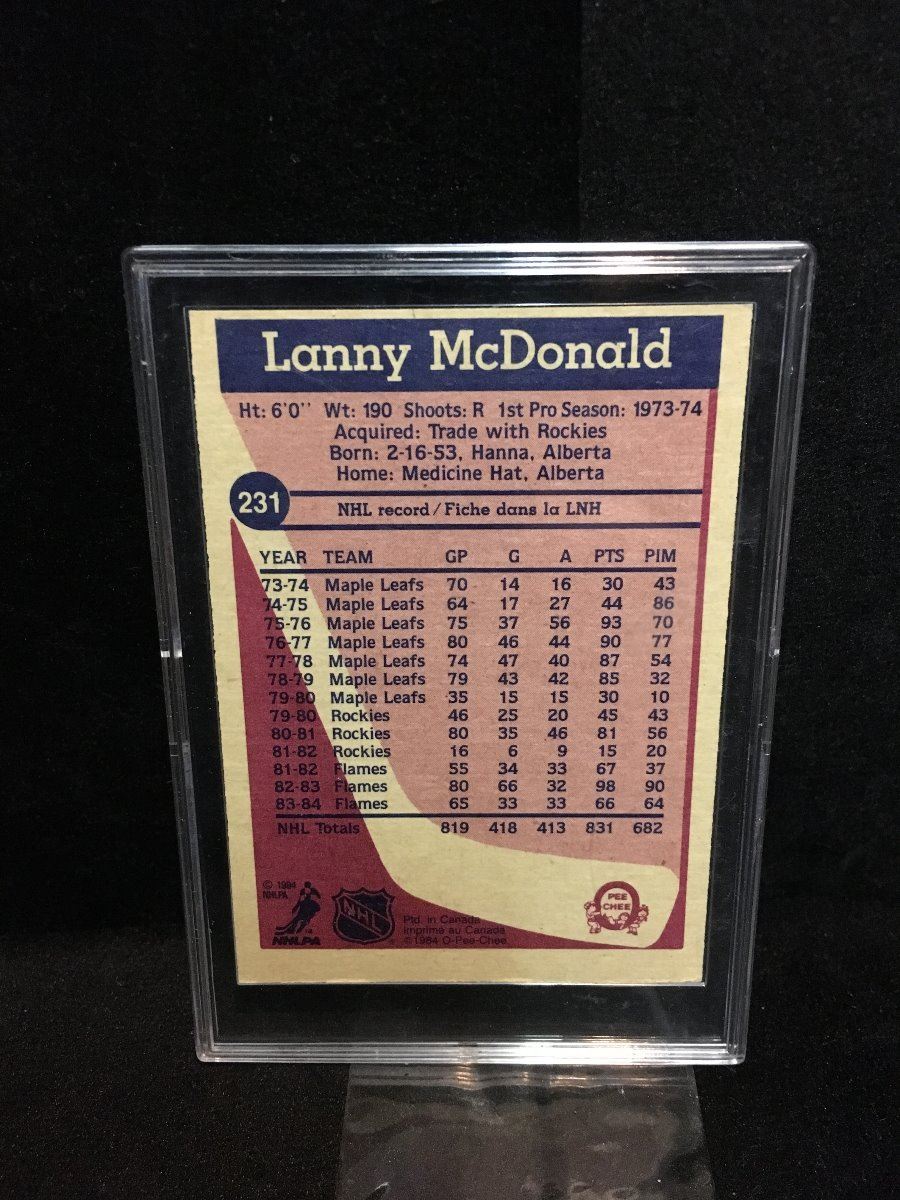 Lanny McDonald
Ht: 6'0" Wt: 190 Shoots: R 1st Pro Season: 1973-74
Acquired: Trade with Rockies
Born: 2-16-53, Hanna, Alberta
Home: Medicine Hat, Alberta
231
NHL record/Fiche dans la LNH
YEAR TEAM GP G A PTS PIM
73-74 Maple Leafs 70 14 16 30 43
74-75 Maple Leafs 64 17 27 44 86
75-76 Maple Leafs 75 37 56 93 70
76-77 Maple Leafs 80 46 44 90 77
77-78 Maple Leafs 74 47 40 87 54
78-79 Maple Leafs 79 43 42 85 32
79-80 Maple Leafs 35 15 15 30 10
79-80 Rockies 46 25 20 45 43
80-81 Rockies 80 35 46 81 56
81-82 Rockies 16 6 9 15 20
81-82 Flames 55 34 33 67 37
82-83 Flames 80 66 32 98 90
83-84 Flames 65 33 33 66 64
NHL Totals 819 418 413 831 682
© 1984
NHLPA
NHLPA
NHL
Ptd. in Canada
Imprimé au Canada
©1984 O-Pee-Chee
PEE
CHEE